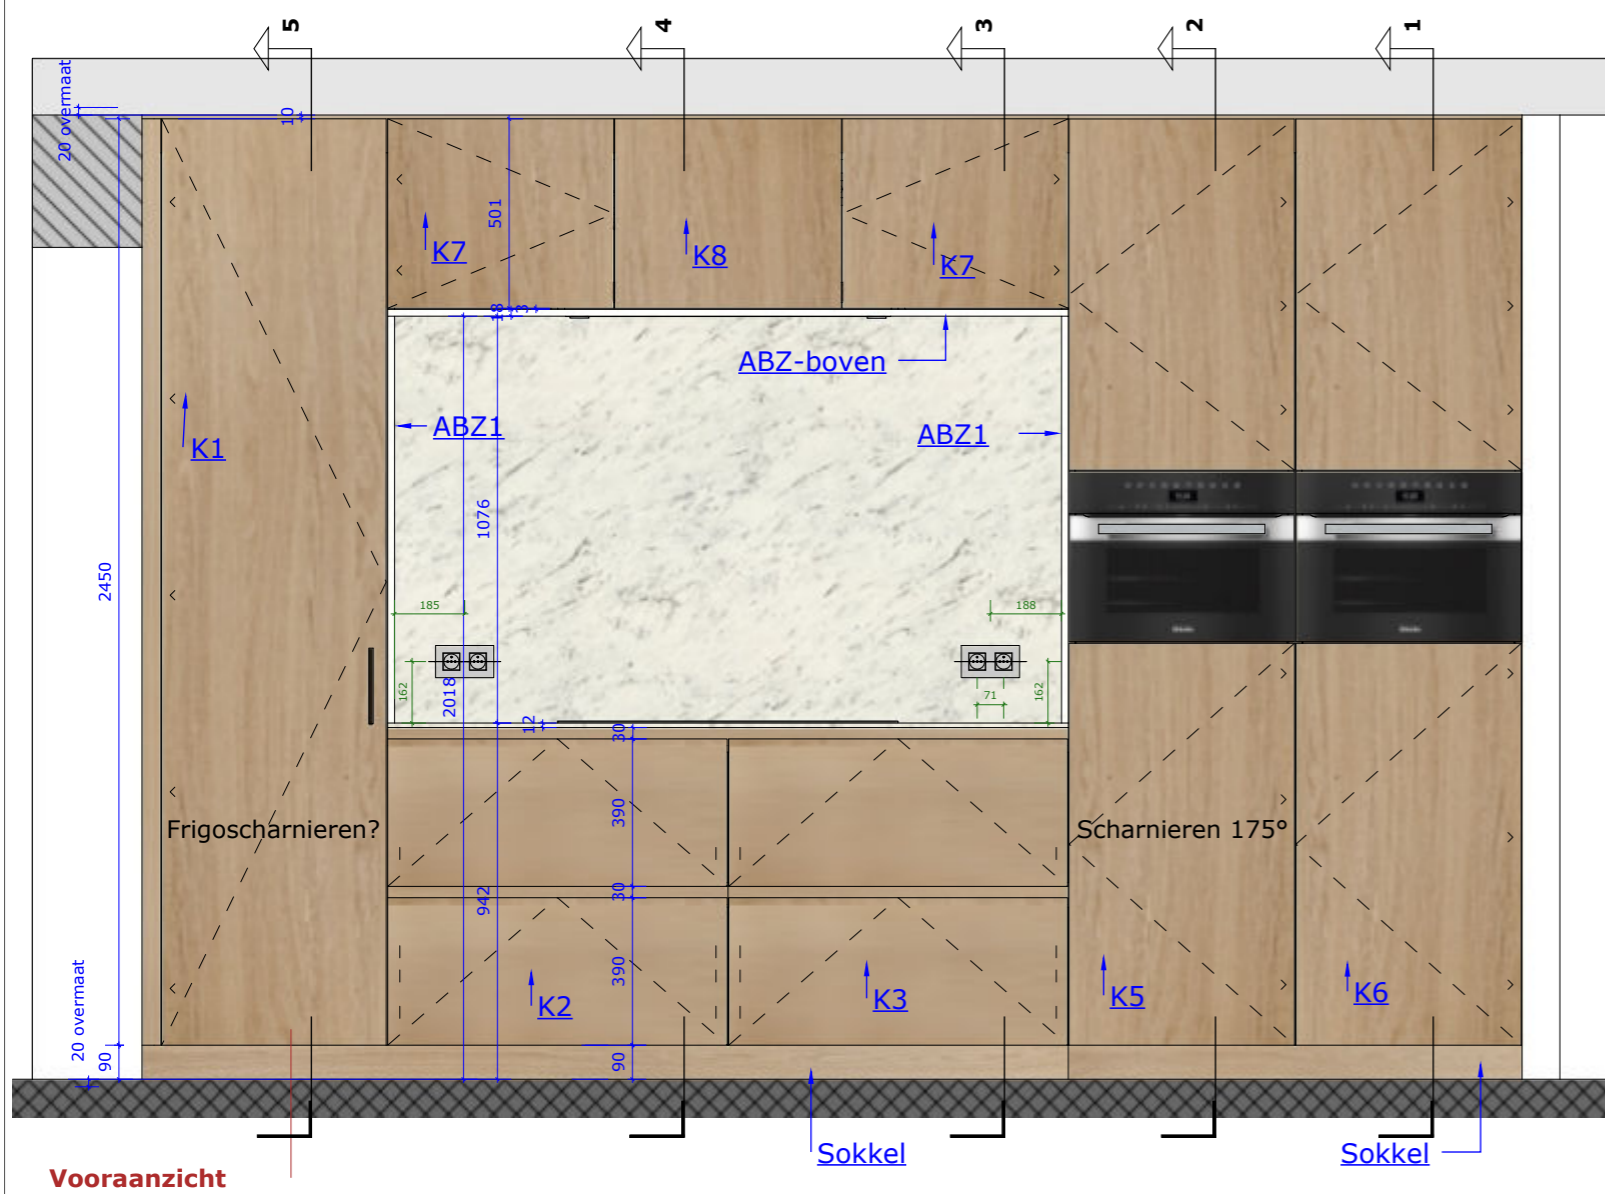 5
4
3
2
1
20 overmaat
10
501
K7
K8
K7
18
3
ABZ-boven
ABZ1
ABZ1
K1
1076
2450
185
188
162
2018
71
162
12
30
390
Frigoscharnieren?
Scharnieren 175°
30
942
390
K2
K3
K5
K6
20 overmaat
90
90
Sokkel
Sokkel
Vooraanzicht